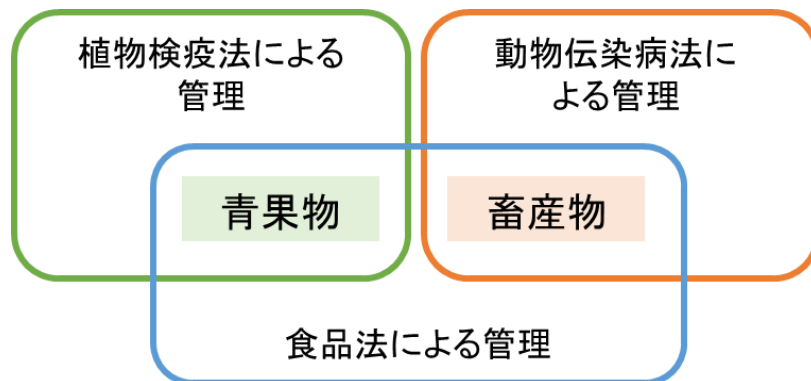 植物検疫法による
管理
動物伝染病法に
よる管理
青果物
畜産物
食品法による管理